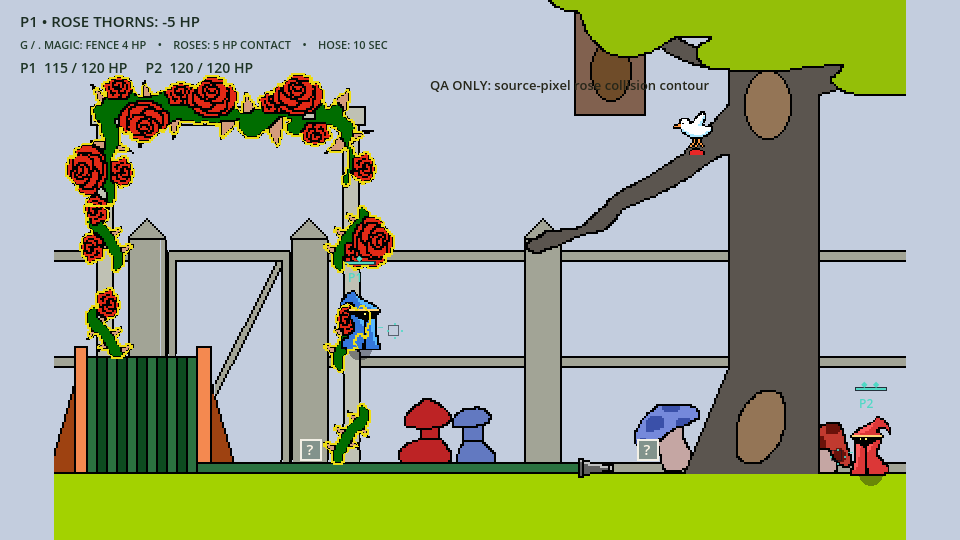 P1 • ROSE THORNS: -5 HP
G / . MAGIC: FENCE 4 HP • ROSES: 5 HP CONTACT • HOSE: 10 SEC
P1 115 / 120 HP P2 120 / 120 HP
QA ONLY: source-pixel rose collision contour
P2
?
?